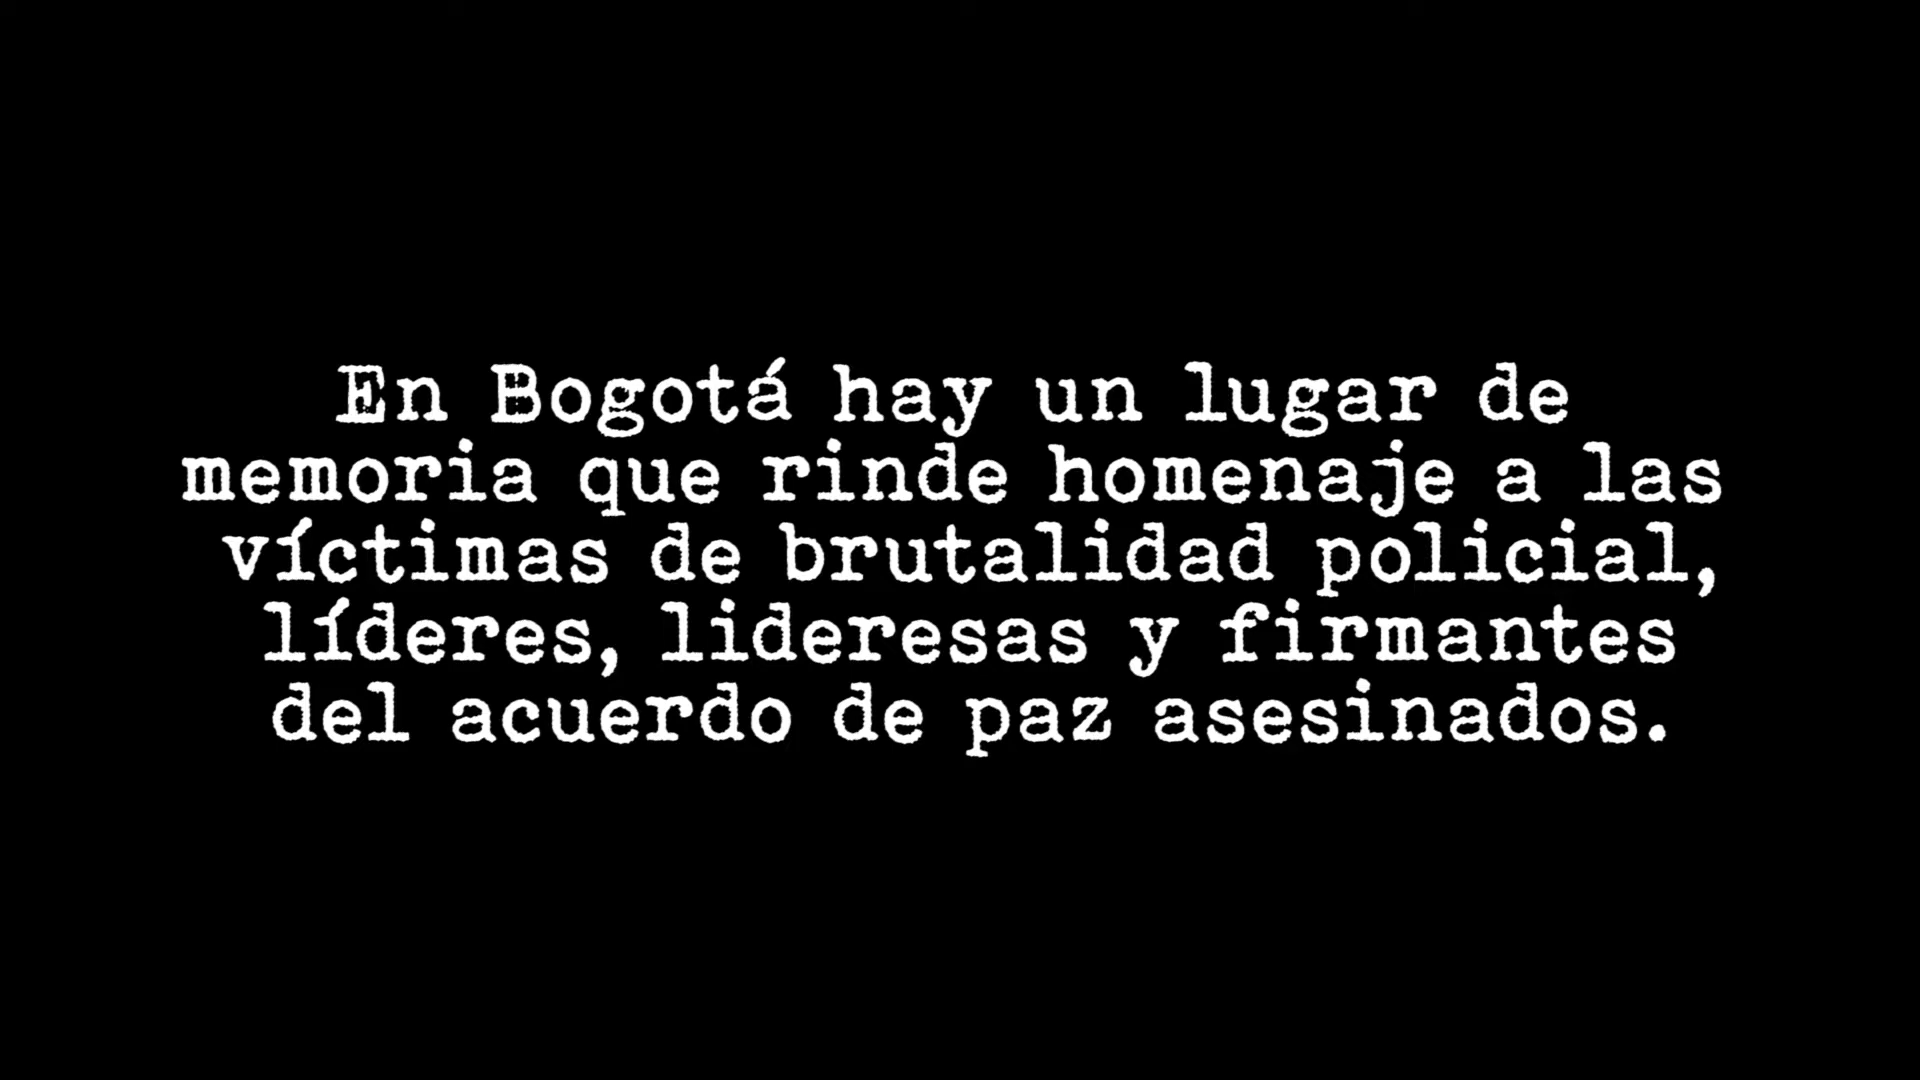 En Bogotá hay un lugar de
memoria que rinde homenaje a las
víctimas de brutalidad policial,
líderes, lideresas y firmantes
del acuerdo de paz asesinados.